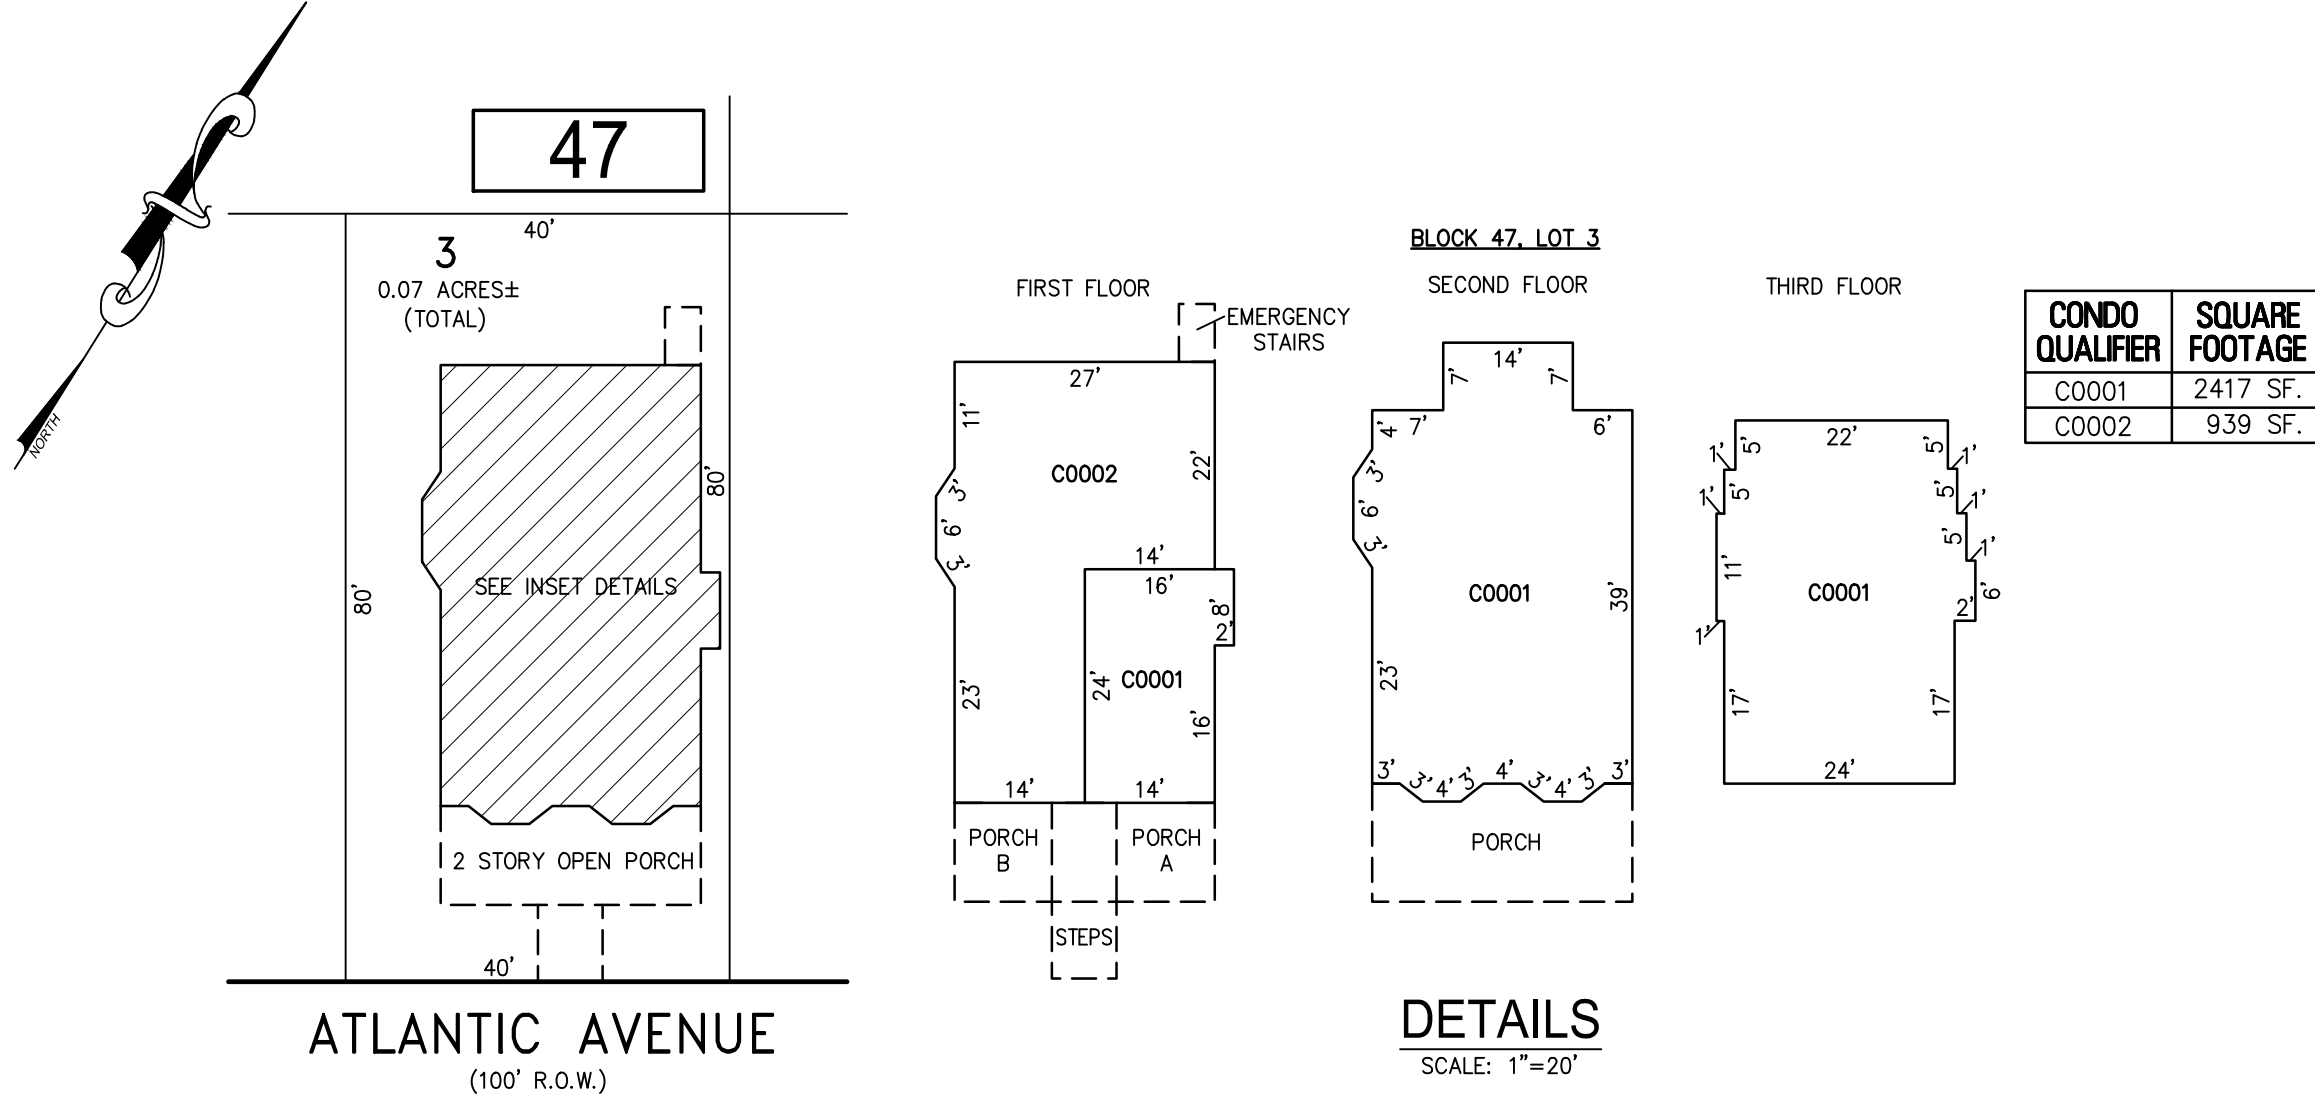 NORTH
47
40'
3
0.07 ACRES±
(TOTAL)
80'
80'
SEE INSET DETAILS
2 STORY OPEN PORCH
40'
ATLANTIC AVENUE
(100' R.O.W.)
BLOCK 47, LOT 3
FIRST FLOOR
EMERGENCY
STAIRS
27'
11'
C0002
22'
3'
6'
3'
14'
16'
8'
2'
24'
C0001
23'
16'
14'
14'
PORCH
B
PORCH
A
STEPS
SECOND FLOOR
14'
7'
7'
4'
7'
6'
3'
6'
3'
C0001
39'
23'
3'
3'
4'
3'
4'
3'
4'
3'
3'
PORCH
THIRD FLOOR
22'
1'
5'
5'
1'
1'
5'
5'
1'
5'
1'
11'
C0001
6'
2'
1'
17'
17'
24'
CONDO
QUALIFIER
SQUARE
FOOTAGE
C0001
2417 SF.
C0002
939 SF.
DETAILS
SCALE: 1"=20'